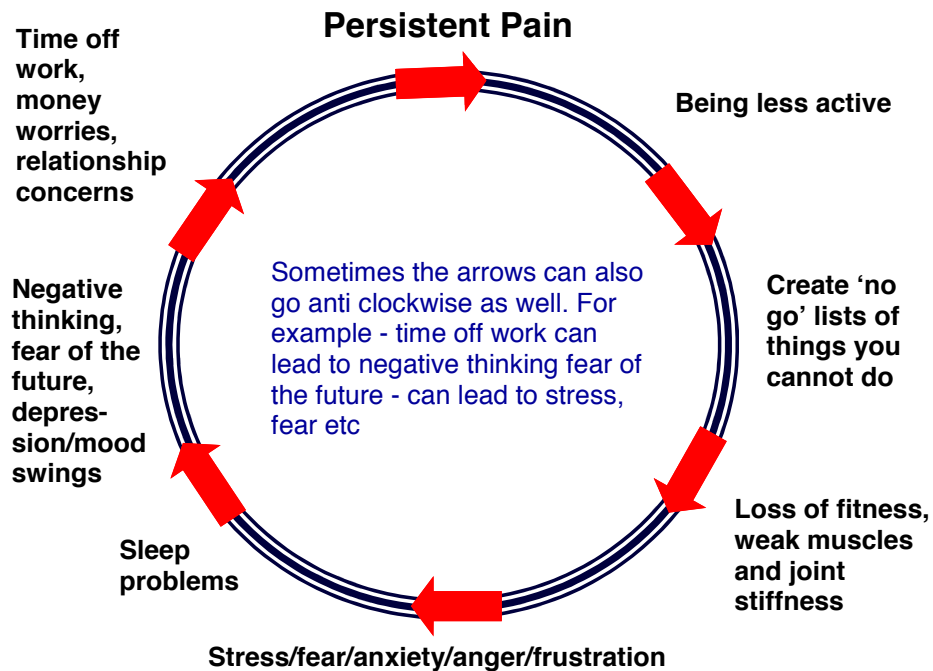 Persistent Pain
Being less active
Create ‘no
go’ lists of
things you
cannot do
Loss of fitness,
weak muscles
and joint
stiffness
Stress/fear/anxiety/anger/frustration
Sleep
problems
Negative
thinking,
fear of the
future,
depres-
sion/mood
swings
Time off
work,
money
worries,
relationship
concerns
Sometimes the arrows can also
go anti clockwise as well. For
example - time off work can
lead to negative thinking fear of
the future - can lead to stress,
fear etc